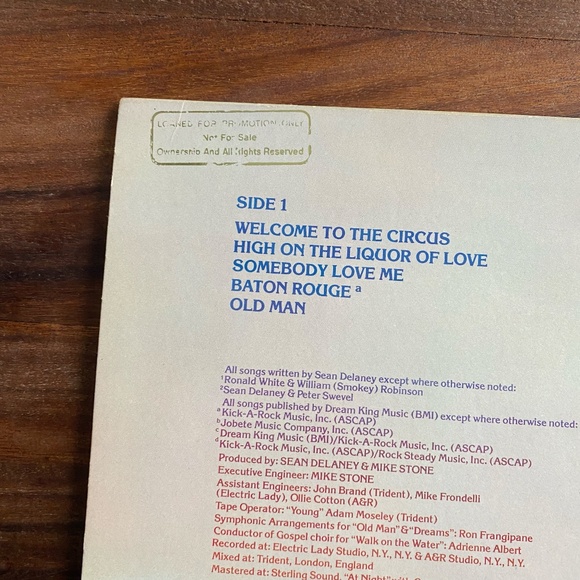 LOANED FOR PROMOTION ONLY
Not For Sale
Ownership And All Rights Reserved
SIDE 1
WELCOME TO THE CIRCUS
HIGH ON THE LIQUOR OF LOVE
SOMEBODY LOVE ME
BATON ROUGE a
OLD MAN
All songs written by Sean Delaney except where otherwise noted:
1Ronald White & William (Smokey) Robinson
2Sean Delaney & Peter Swevel
All songs published by Dream King Music (BMI) except where otherwise noted:
aKick-A-Rock Music, Inc. (ASCAP)
bJobete Music Company, Inc. (ASCAP)
cDream King Music (BMI)/Kick-A-Rock Music, Inc. (ASCAP)
dKick-A-Rock Music, Inc. (ASCAP)/Rock Steady Music, Inc. (ASCAP)
Produced by: SEAN DELANEY & MIKE STONE
Executive Engineer: MIKE STONE
Assistant Engineers: John Brand (Trident), Mike Frondelli
(Electric Lady), Ollie Cotton (A&R)
Tape Operator: "Young" Adam Moseley (Trident)
Symphonic Arrangements for "Old Man" & "Dreams": Ron Frangipane
Conductor of Gospel choir for "Walk on the Water": Adrienne Albert
Recorded at: Electric Lady Studio, N.Y., N.Y. & A&R Studio, N.Y., N.Y.
Mixed at: Trident, London, England
Mastered at: Sterling Sound, "At Night" with